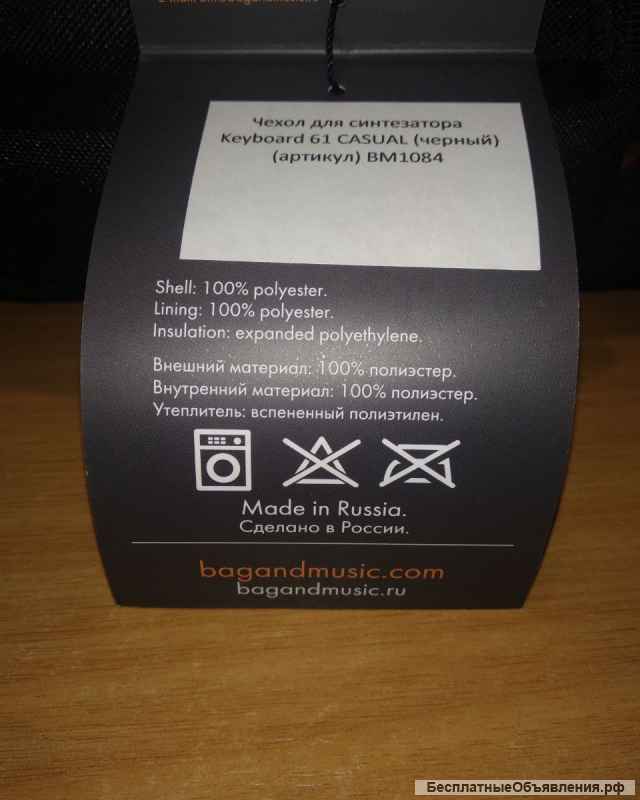 Чехол для синтезатора
Keyboard 61 CASUAL (черный)
(артикул) BM1084
Shell: 100% polyester.
Lining: 100% polyester.
Insulation: expanded polyethylene.
Внешний материал: 100% полиэстер.
Внутренний материал: 100% полиэстер.
Утеплитель: вспененный полиэтилен.
Made in Russia.
Сделано в России.
bagandmusic.com
bagandmusic.ru
БесплатныеОбъявления.рф